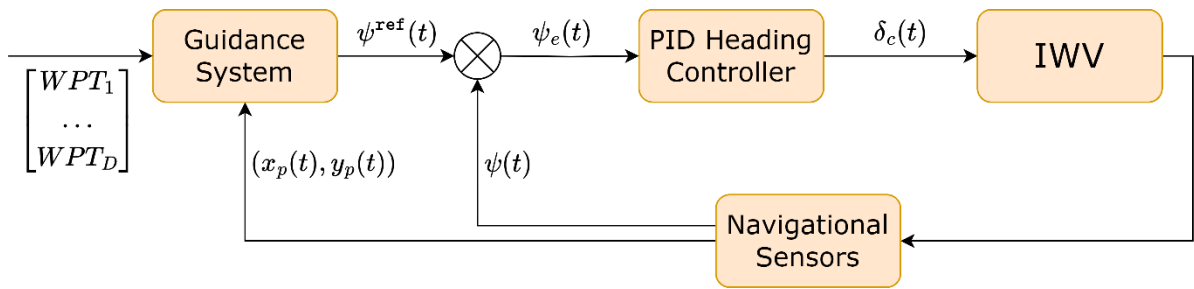 Guidance
System
ψ^ref(t)
ψ_e(t)
PID Heading
Controller
δ_c(t)
IWV
[WPT_1
...
WPT_D]
(x_p(t), y_p(t))
ψ(t)
Navigational
Sensors